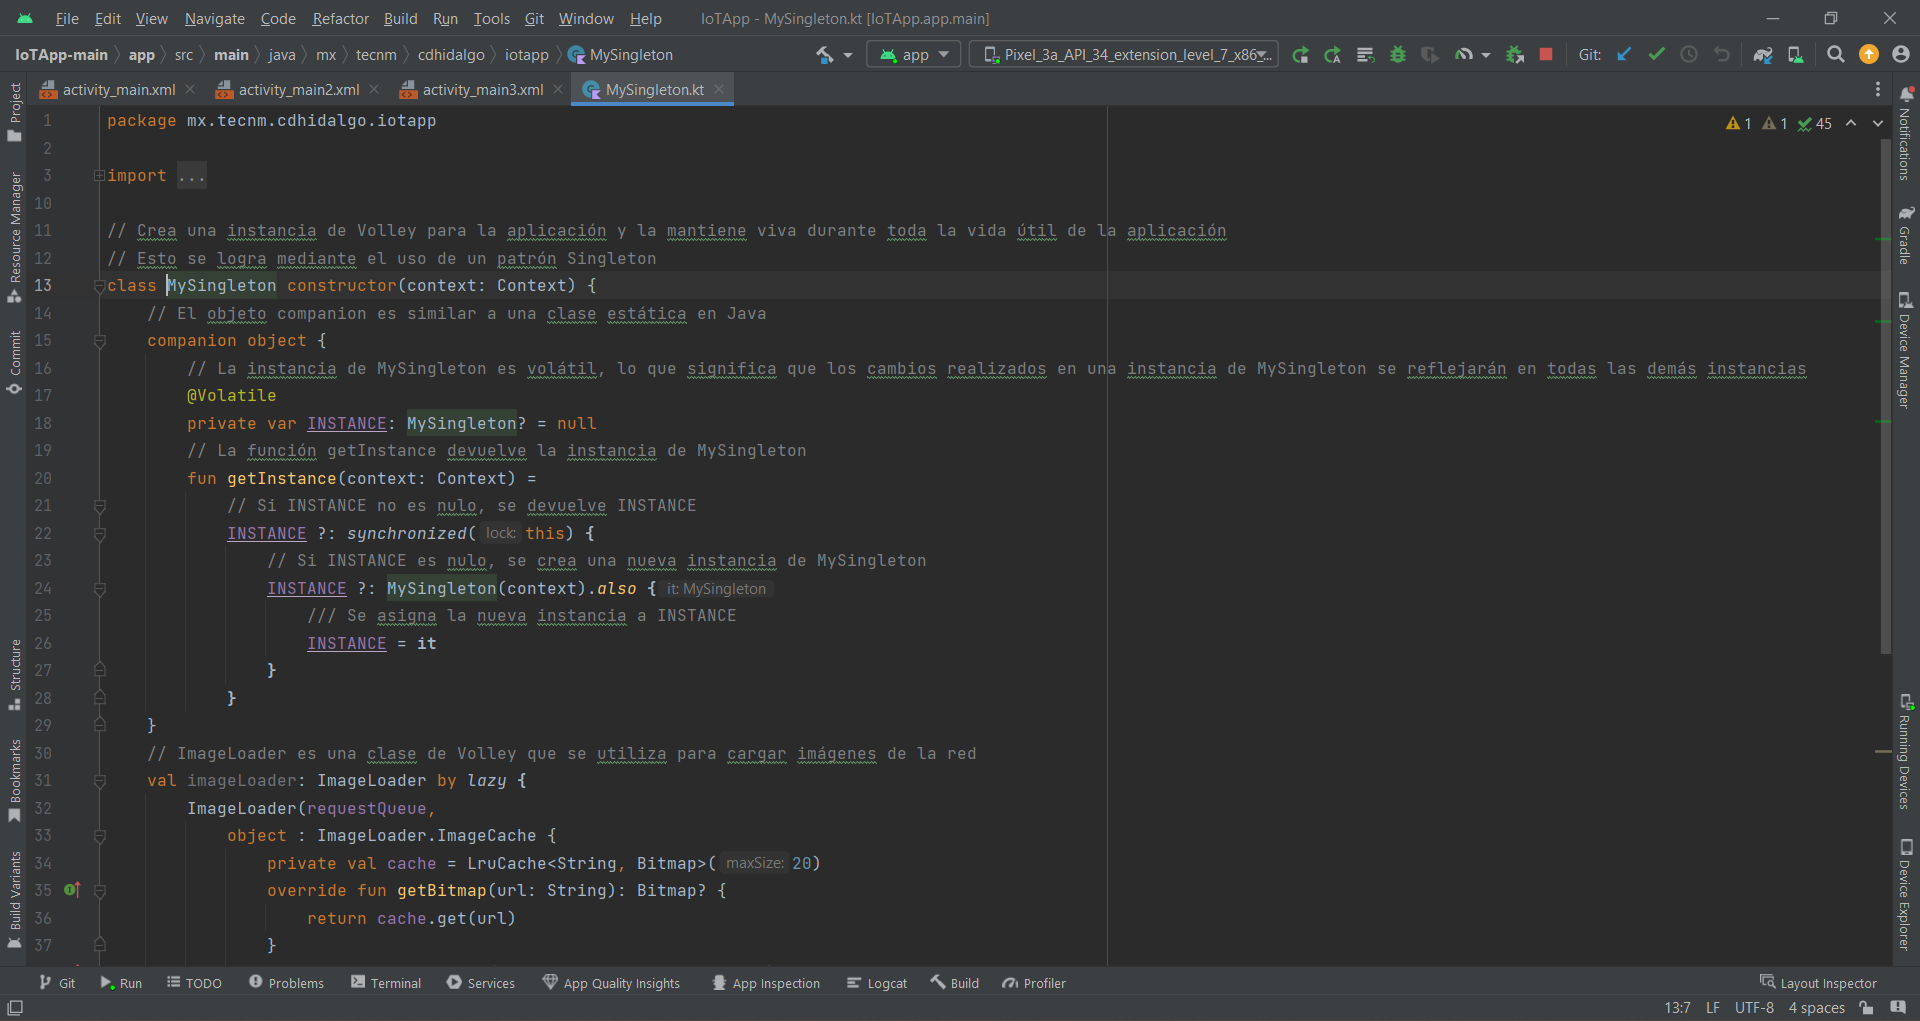 File Edit View Navigate Code Refactor Build Run Tools Git Window Help IoTApp - MySingleton.kt [IoTApp.app.main]
IoTApp-main app src main java mx tecnm cdhidalgo iotapp MySingleton app Pixel_3a_API_34_extension_level_7_x86... Git:
activity_main.xml activity_main2.xml activity_main3.xml MySingleton.kt
1 package mx.tecnm.cdhidalgo.iotapp
1 1 45
2
3 import ...
10
11 // Crea una instancia de Volley para la aplicación y la mantiene viva durante toda la vida útil de la aplicación
12 // Esto se logra mediante el uso de un patrón Singleton
13 class MySingleton constructor(context: Context) {
14 // El objeto companion es similar a una clase estática en Java
15 companion object {
16 // La instancia de MySingleton es volátil, lo que significa que los cambios realizados en una instancia de MySingleton se reflejarán en todas las demás instancias
17 @Volatile
18 private var INSTANCE: MySingleton? = null
19 // La función getInstance devuelve la instancia de MySingleton
20 fun getInstance(context: Context) =
21 // Si INSTANCE no es nulo, se devuelve INSTANCE
22 INSTANCE ?: synchronized( lock: this) {
23 // Si INSTANCE es nulo, se crea una nueva instancia de MySingleton
24 INSTANCE ?: MySingleton(context).also { it: MySingleton
25 /// Se asigna la nueva instancia a INSTANCE
26 INSTANCE = it
27 }
28 }
29 }
30 // ImageLoader es una clase de Volley que se utiliza para cargar imágenes de la red
31 val imageLoader: ImageLoader by lazy {
32 ImageLoader(requestQueue,
33 object : ImageLoader.ImageCache {
34 private val cache = LruCache<String, Bitmap>( maxSize: 20)
35 override fun getBitmap(url: String): Bitmap? {
36 return cache.get(url)
37 }
Project
Resource Manager
Commit
Structure
Bookmarks
Build Variants
Notifications
Gradle
Device Manager
Running Devices
Device Explorer
Git Run TODO Problems Terminal Services App Quality Insights App Inspection Logcat Build Profiler Layout Inspector
13:7 LF UTF-8 4 spaces